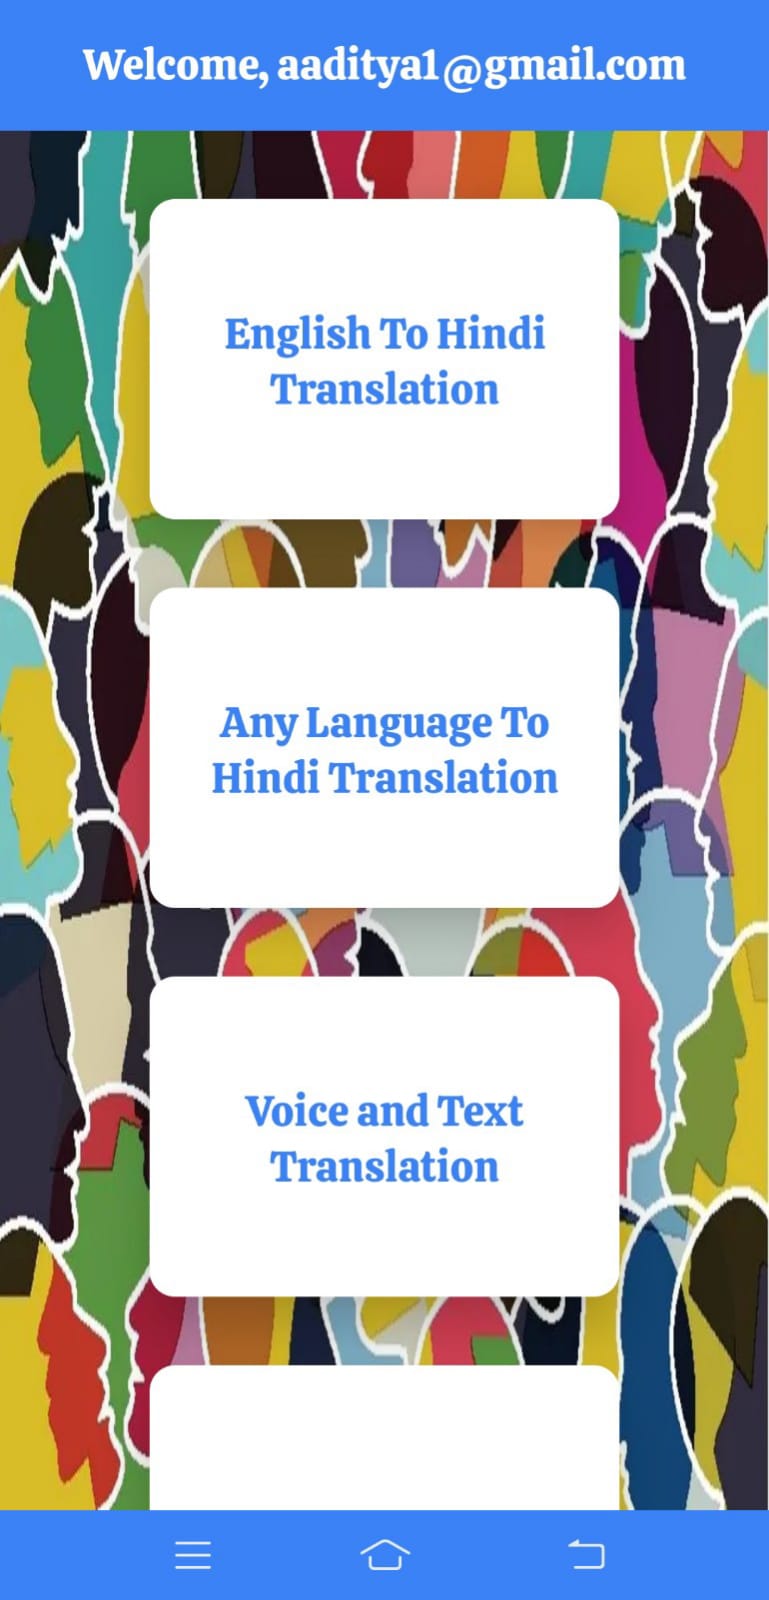 Welcome, aaditya1@gmail.com
English To Hindi
Translation
Any Language To
Hindi Translation
Voice and Text
Translation